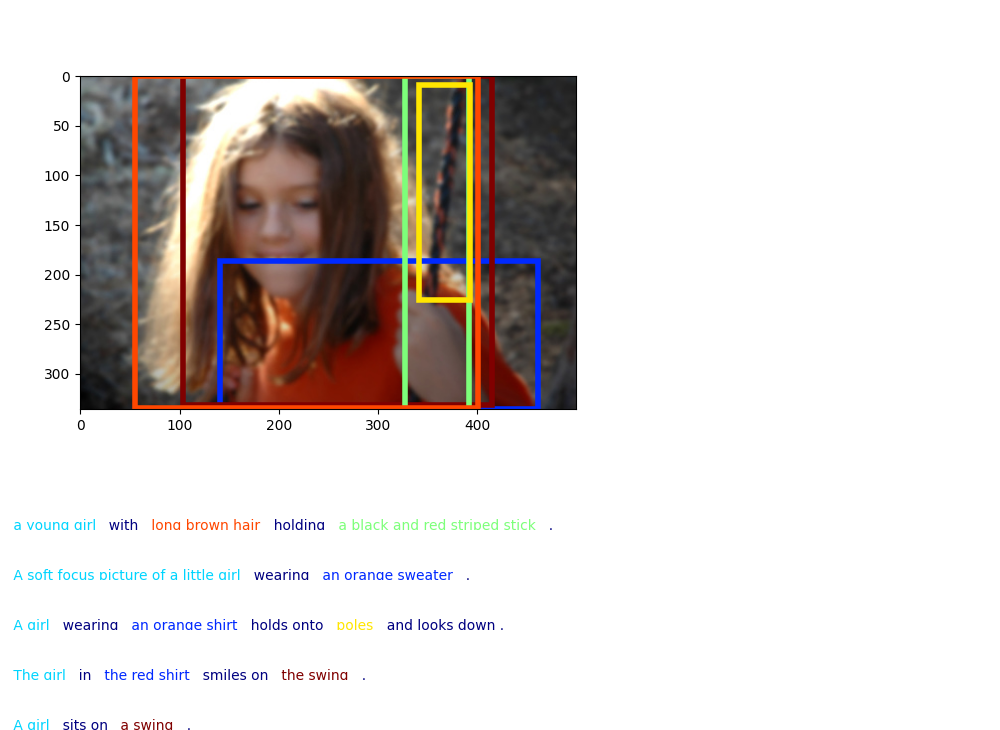 0
50
100
150
200
250
300
0 100 200 300 400
a young girl with long brown hair holding a black and red striped stick .
A soft focus picture of a little girl wearing an orange sweater .
A girl wearing an orange shirt holds onto poles and looks down .
The girl in the red shirt smiles on the swing .
A girl sits on a swing .